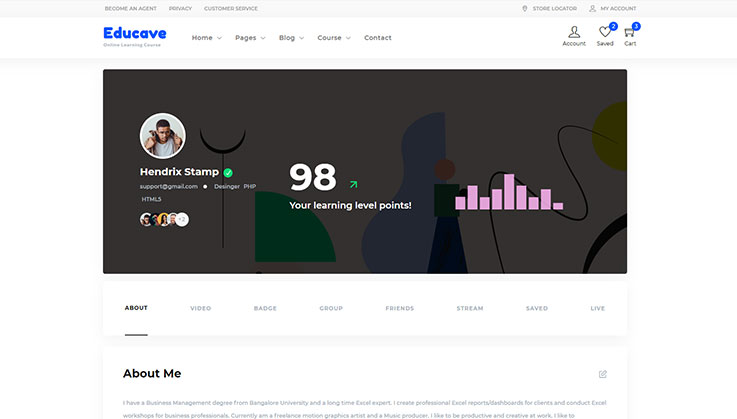 BECOME AN AGENT PRIVACY CUSTOMER SERVICE STORE LOCATOR MY ACCOUNT
Educave
Online Learning Course
Home Pages Blog Course Contact
2 3
Account Saved Cart
Hendrix Stamp
support@gmail.com Desinger PHP
HTML5
+2
98
Your learning level points!
ABOUT VIDEO BADGE GROUP FRIENDS STREAM SAVED LIVE
About Me
I have a Business Management degree from Bangalore University and a long time Excel expert. I create professional Excel reports/dashboards for clients and conduct Excel
workshops for business professionals. Currently am a freelance motion graphics artist and a Music producer. I like to be productive and creative at work. I like to